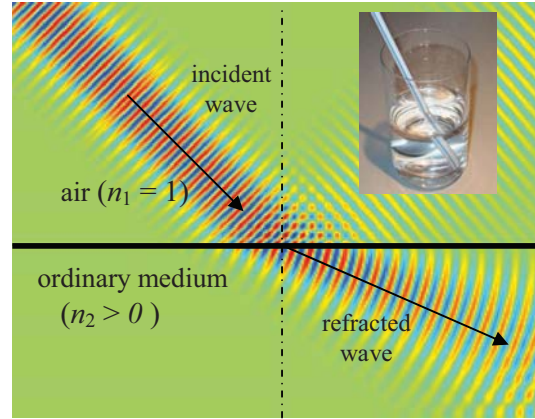 incident
wave
air (n₁ = 1)
ordinary medium
(n₂ > 0 )
refracted
wave